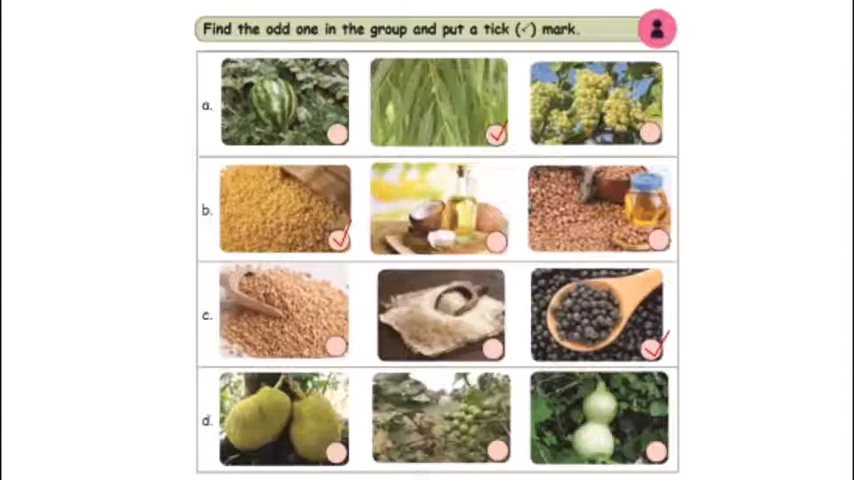 Find the odd one in the group and put a tick (✓) mark.
a.
b.
c.
d.